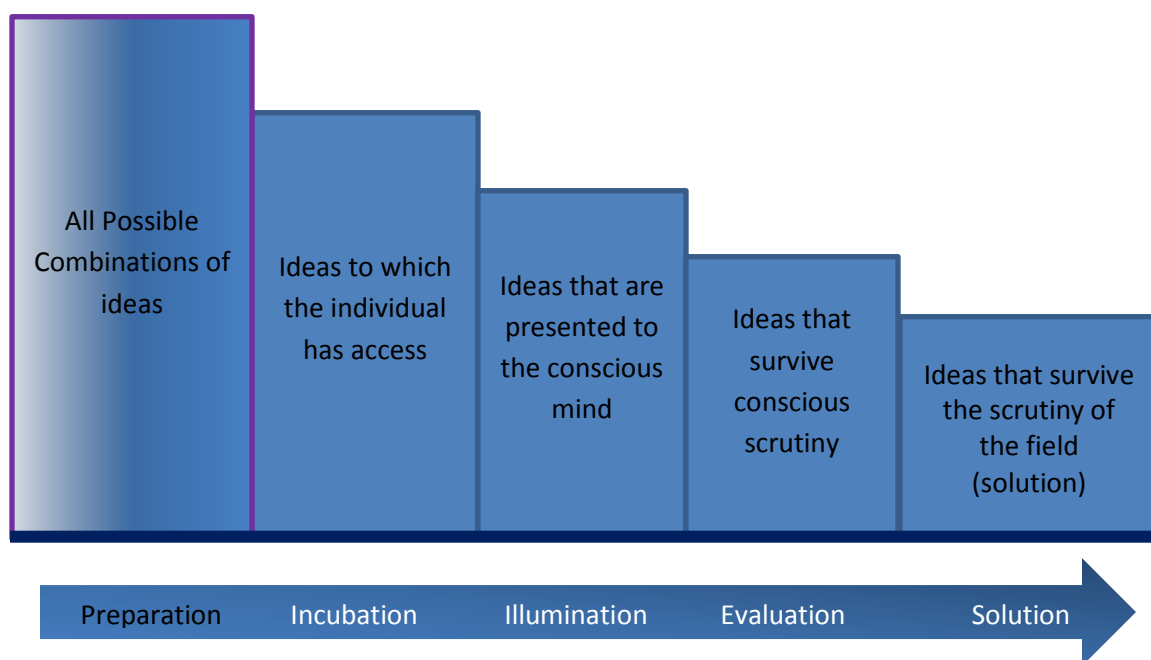 All Possible
Combinations of
ideas
Ideas to which
the individual
has access
Ideas that are
presented to
the conscious
mind
Ideas that
survive
conscious
scrutiny
Ideas that survive
the scrutiny of
the field
(solution)
Preparation
Incubation
Illumination
Evaluation
Solution